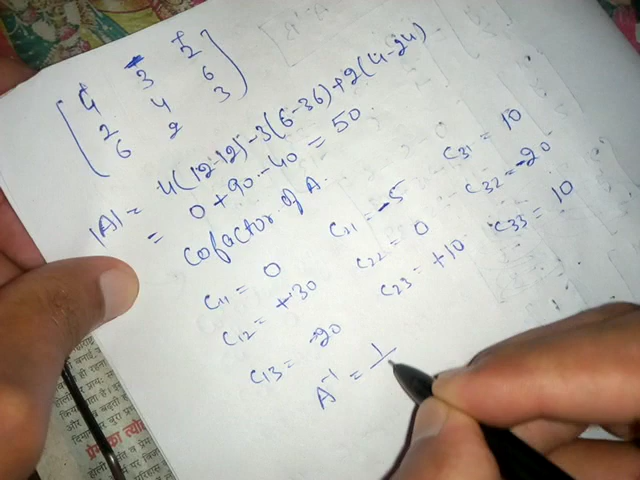 4 3 2
2 4 6
6 2 3
|A| = 4(12-12)-3(6-36)+2(4-24)
= 0+90-40 = 50
Cofactor of A.
C11 = 0 C21 = -5 C31 = 10
C12 = +30 C22 = 0 C32 = -20
C13 = -20 C23 = +10 C33 = 10
A⁻¹ = 1/